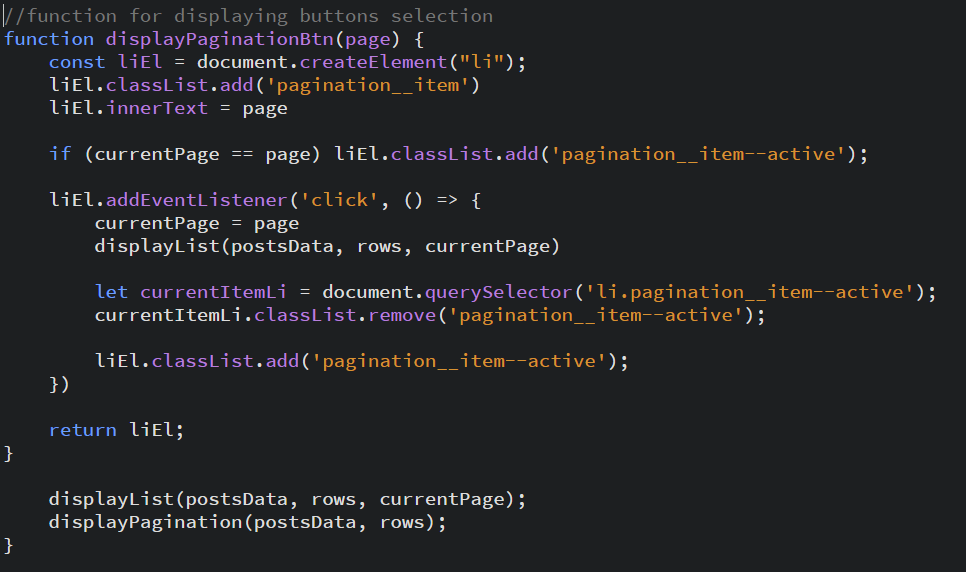 //function for displaying buttons selection
function displayPaginationBtn(page) {
    const liEl = document.createElement("li");
    liEl.classList.add('pagination__item')
    liEl.innerText = page

    if (currentPage == page) liEl.classList.add('pagination__item--active');

    liEl.addEventListener('click', () => {
        currentPage = page
        displayList(postsData, rows, currentPage)

        let currentItemLi = document.querySelector('li.pagination__item--active');
        currentItemLi.classList.remove('pagination__item--active');

        liEl.classList.add('pagination__item--active');
    })

    return liEl;
}

    displayList(postsData, rows, currentPage);
    displayPagination(postsData, rows);
}